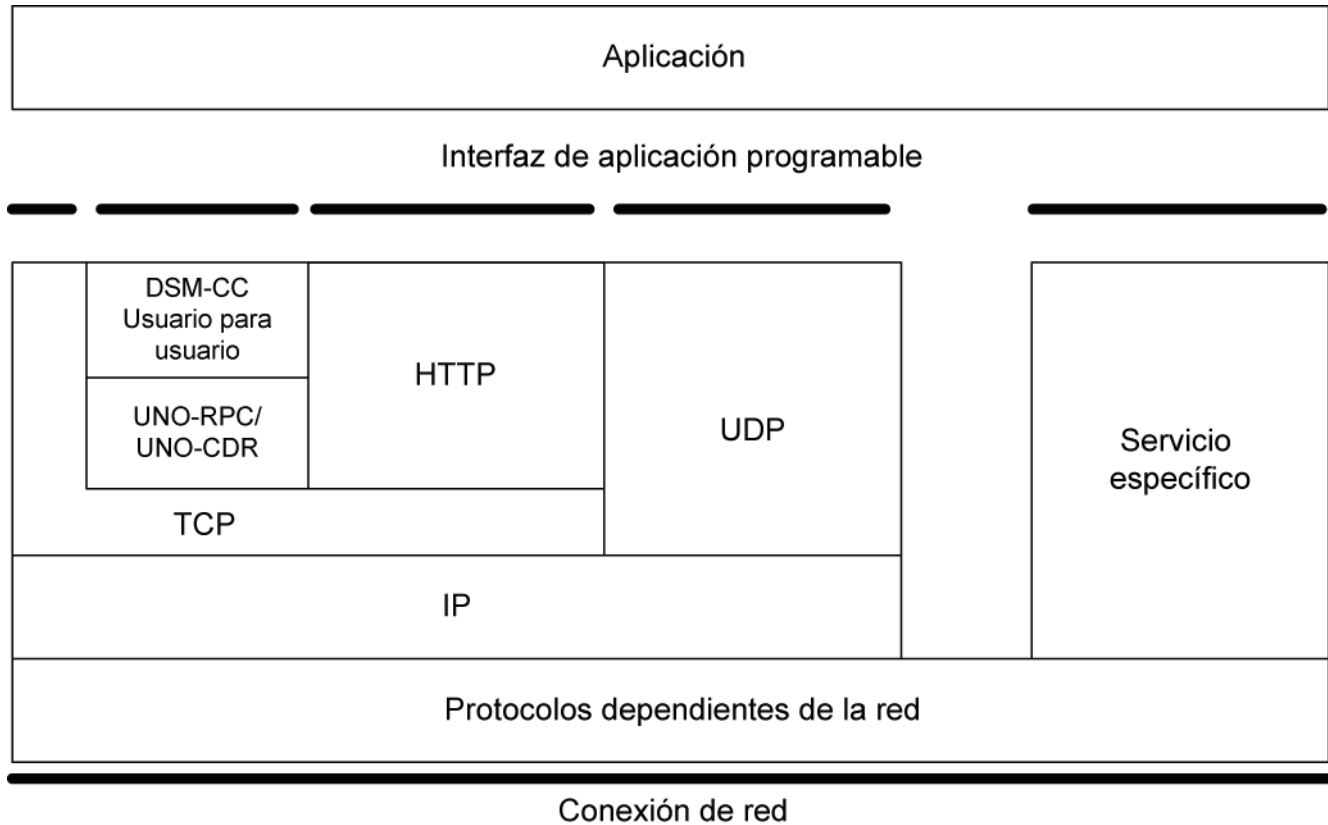 Aplicación
Interfaz de aplicación programable
DSM-CC
Usuario para
usuario
UNO-RPC/
UNO-CDR
HTTP
UDP
Servicio
específico
TCP
IP
Protocolos dependientes de la red
Conexión de red